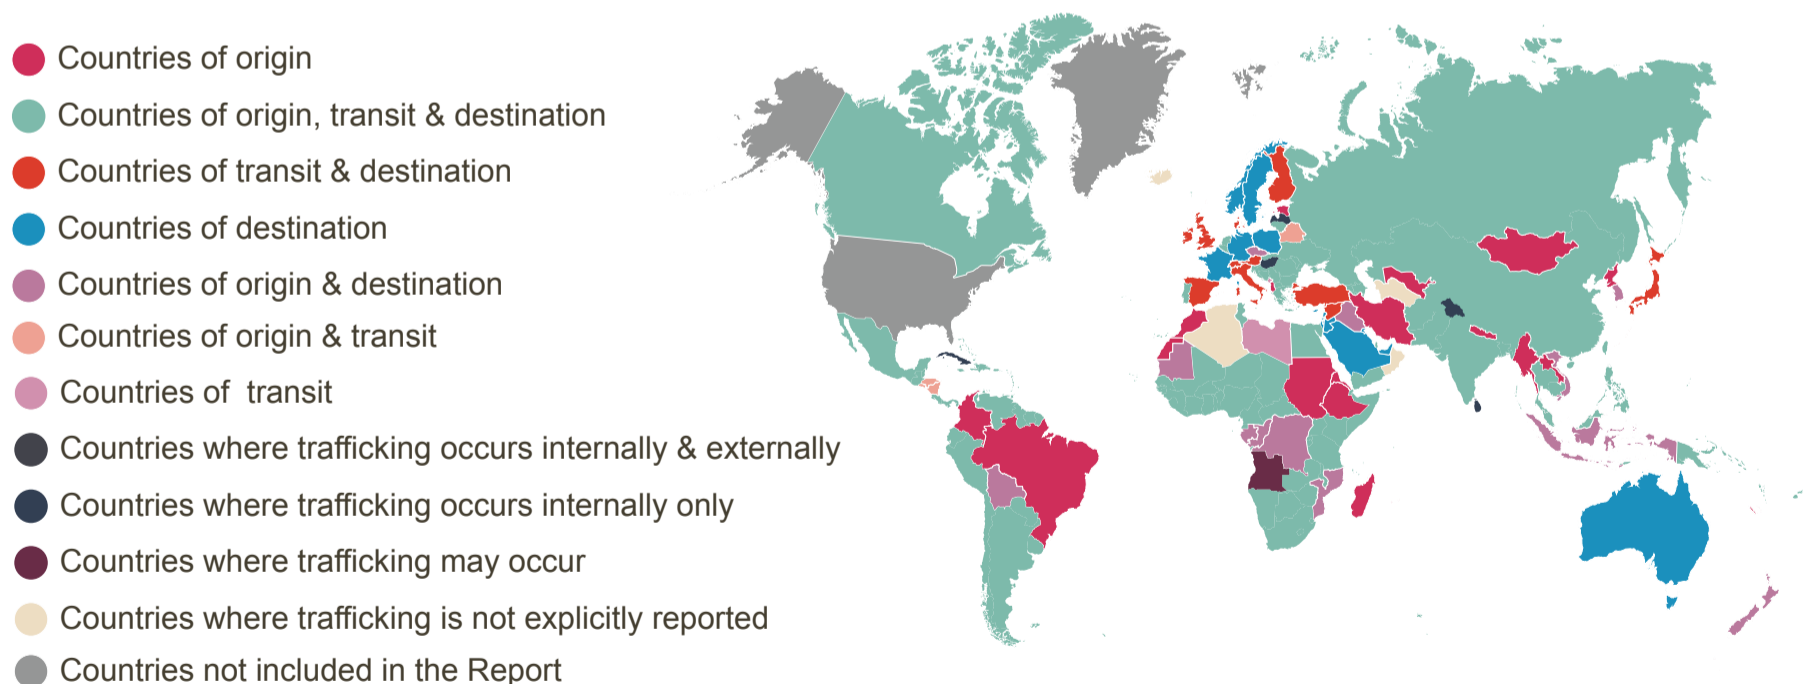 Countries of origin
Countries of origin, transit & destination
Countries of transit & destination
Countries of destination
Countries of origin & destination
Countries of origin & transit
Countries of  transit
Countries where trafficking occurs internally & externally
Countries where trafficking occurs internally only
Countries where trafficking may occur
Countries where trafficking is not explicitly reported
Countries not included in the Report